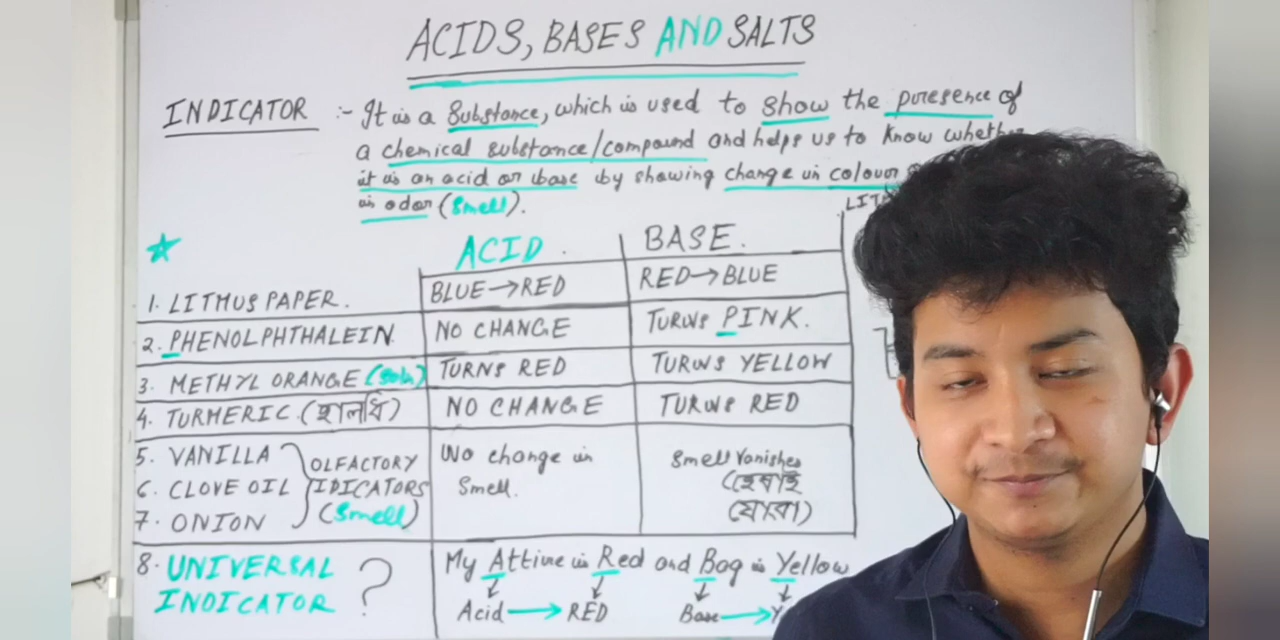 ACIDS, BASES AND SALTS
INDICATOR :- It is a Substance, which is used to show the presence of
a chemical substance/compound and helps us to know
it is an acid or base by showing change in colour
in odor (Smell).
ACID BASE.
1. LITMUS PAPER. BLUE→RED RED→BLUE
2. PHENOLPHTHALEIN. NO CHANGE TURNS PINK.
3. METHYL ORANGE (Soln) TURNS RED TURNS YELLOW
4. TURMERIC (হালধি) NO CHANGE TURNS RED
5. VANILLA
6. CLOVE OIL
7. ONION
OLFACTORY
IDICATORS
(Smell)
No change in
Smell.
Smell Vanishes
(হেৰাই
যোৱা)
8. UNIVERSAL
INDICATOR ?
My Attire is Red and Bag is Yellow
Acid → RED Base →